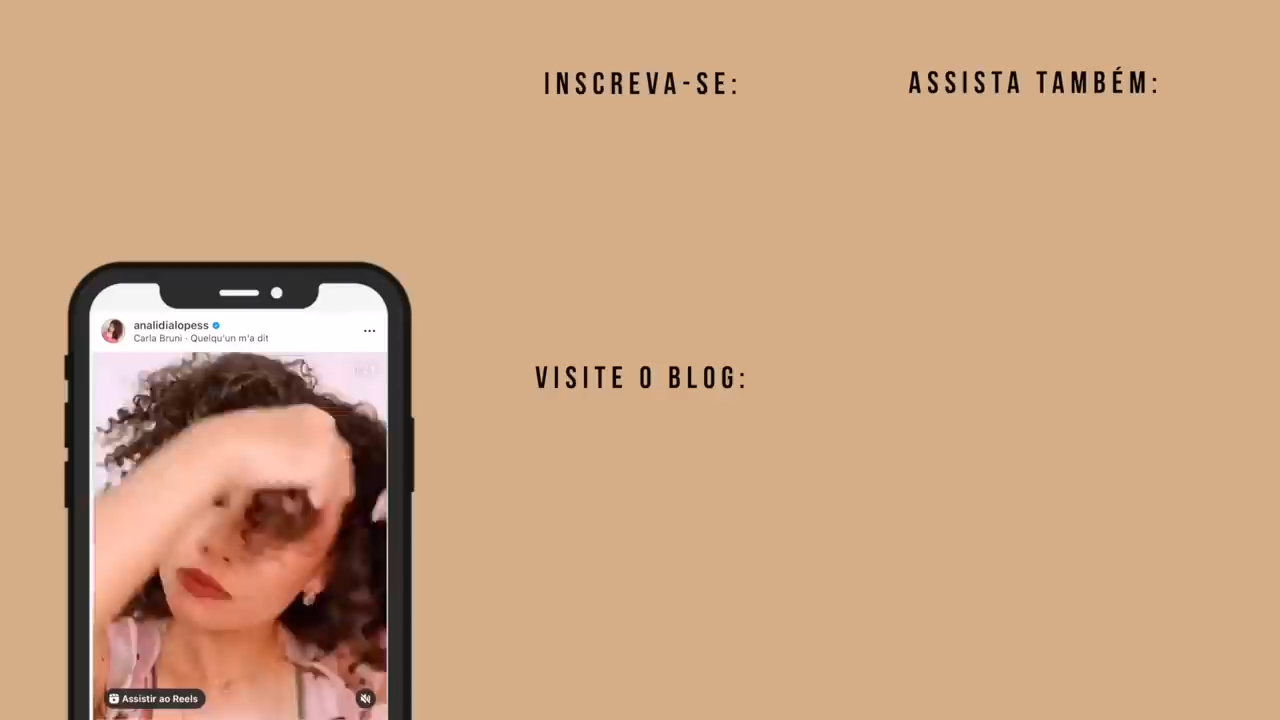 INSCREVA-SE:
ASSISTA TAMBÉM:
analidialopess
Carla Bruni · Quelqu'un m'a dit
VISITE O BLOG:
Assistir ao Reels